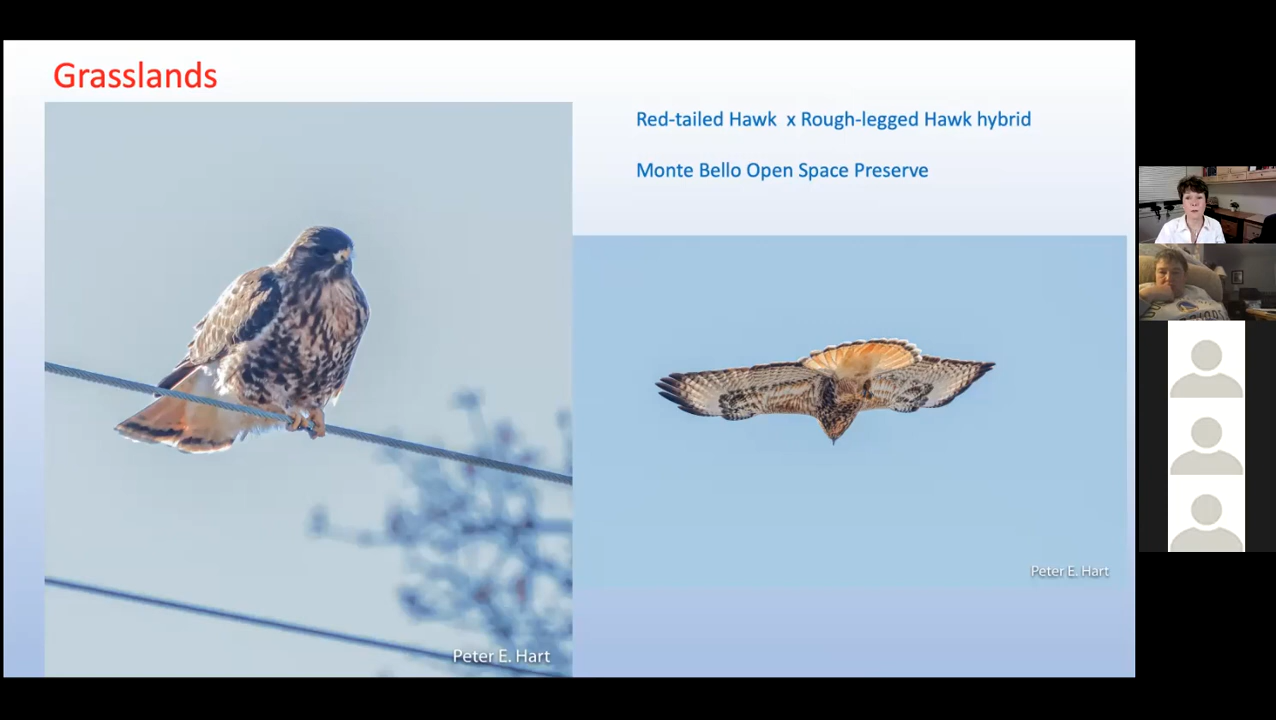 Grasslands
Red-tailed Hawk x Rough-legged Hawk hybrid
Monte Bello Open Space Preserve
Peter E. Hart
Peter E. Hart